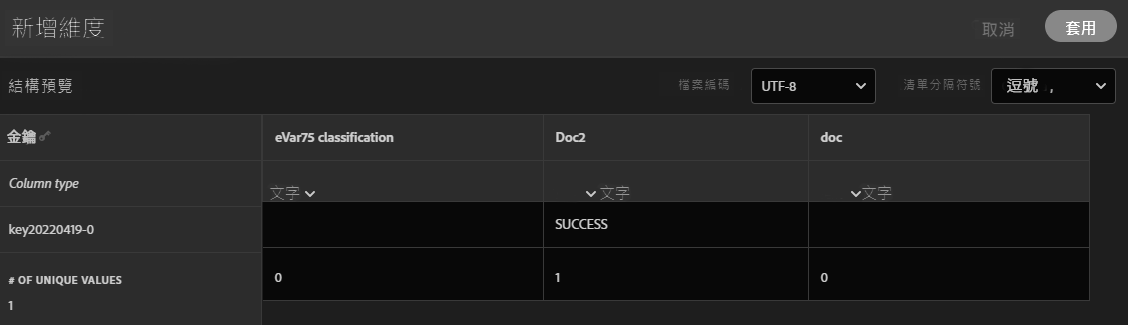 新增維度
取消
套用
結構預覽
檔案編碼
UTF-8
清單分隔符號
逗號 ,
金鑰
eVar75 classification
Doc2
doc
Column type
文字
文字
文字
key20220419-0
SUCCESS
# OF UNIQUE VALUES
0
1
0
1